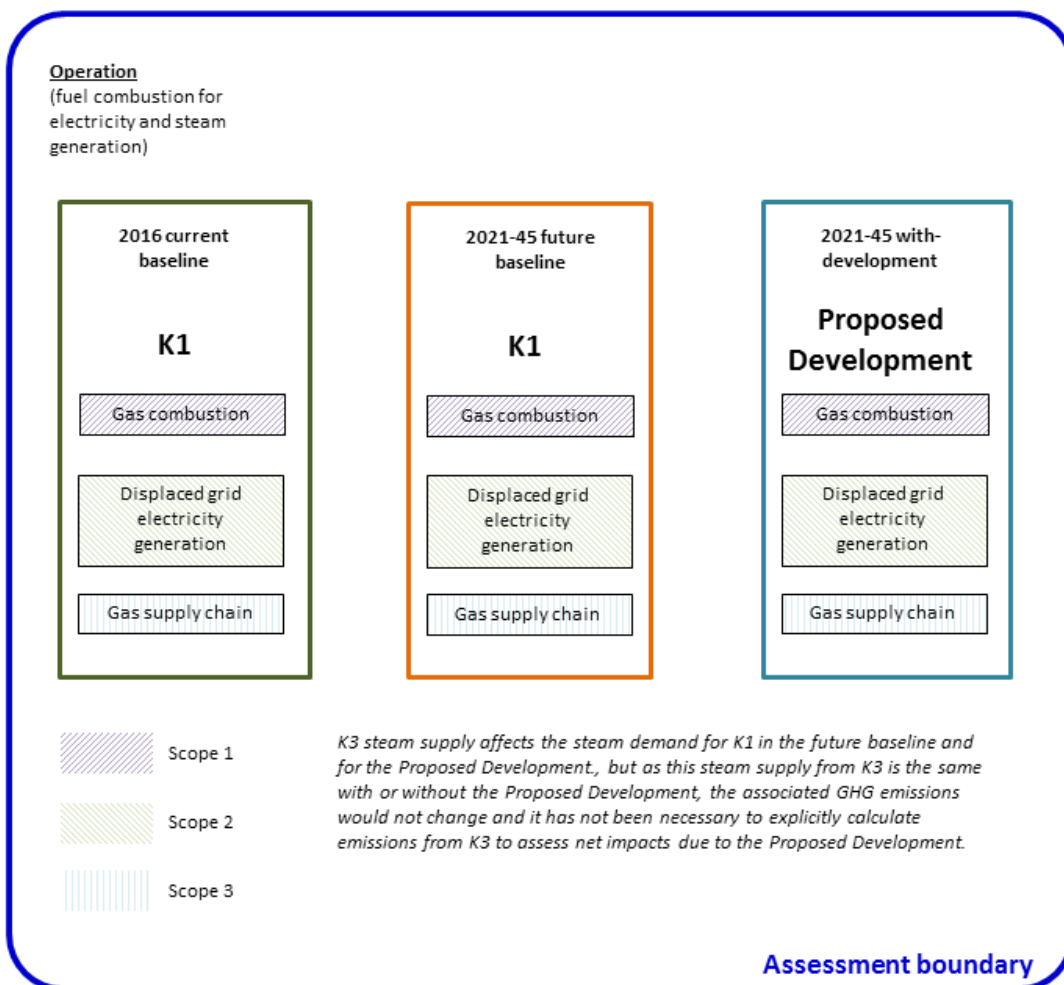 Operation
(fuel combustion for
electricity and steam
generation)
2016 current
baseline
K1
Gas combustion
Displaced grid
electricity
generation
Gas supply chain
2021-45 future
baseline
K1
Gas combustion
Displaced grid
electricity
generation
Gas supply chain
2021-45 with-
development
Proposed
Development
Gas combustion
Displaced grid
electricity
generation
Gas supply chain
Scope 1
Scope 2
Scope 3
K3 steam supply affects the steam demand for K1 in the future baseline and
for the Proposed Development., but as this steam supply from K3 is the same
with or without the Proposed Development, the associated GHG emissions
would not change and it has not been necessary to explicitly calculate
emissions from K3 to assess net impacts due to the Proposed Development.
Assessment boundary